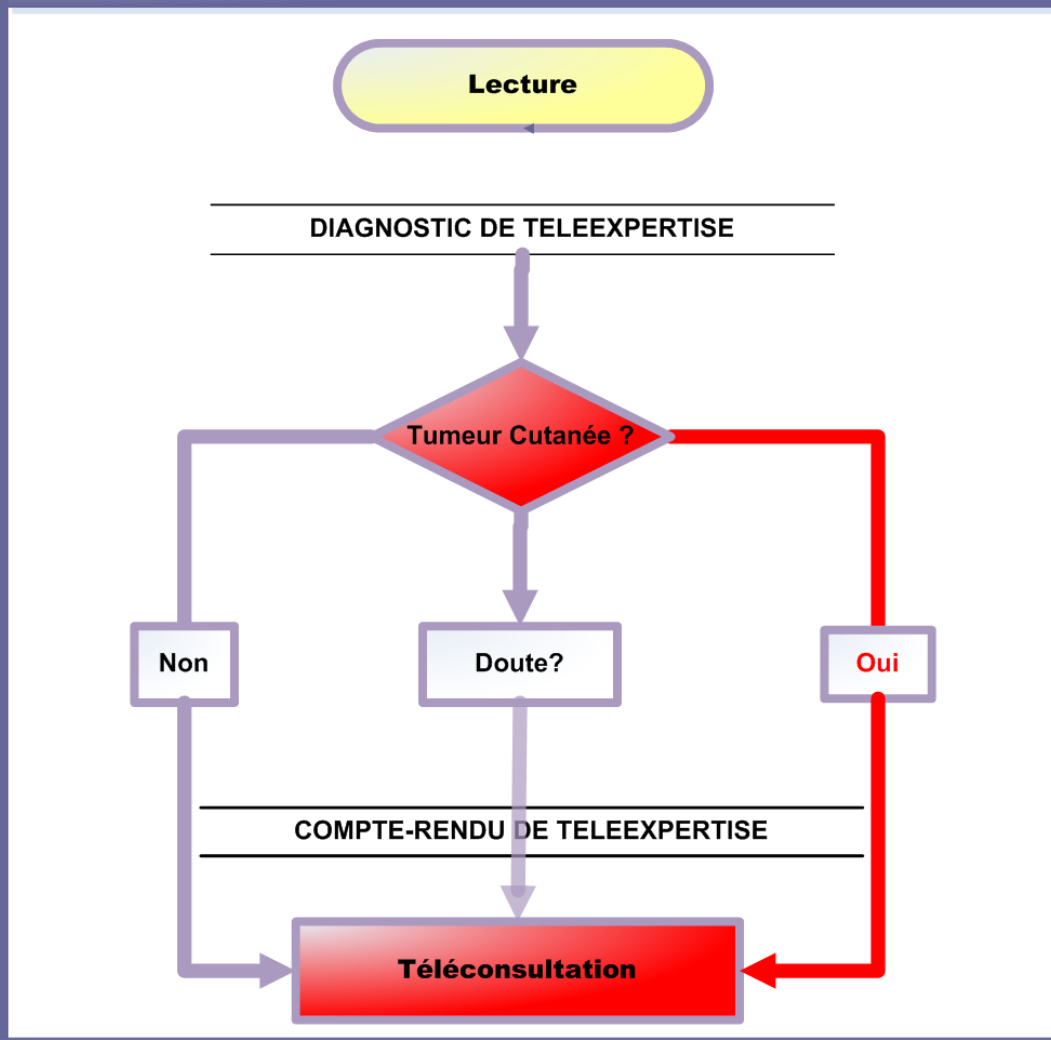 Lecture
DIAGNOSTIC DE TELEEXPERTISE
Tumeur Cutanée ?
Non
Doute?
Oui
COMPTE-RENDU DE TELEEXPERTISE
Téléconsultation